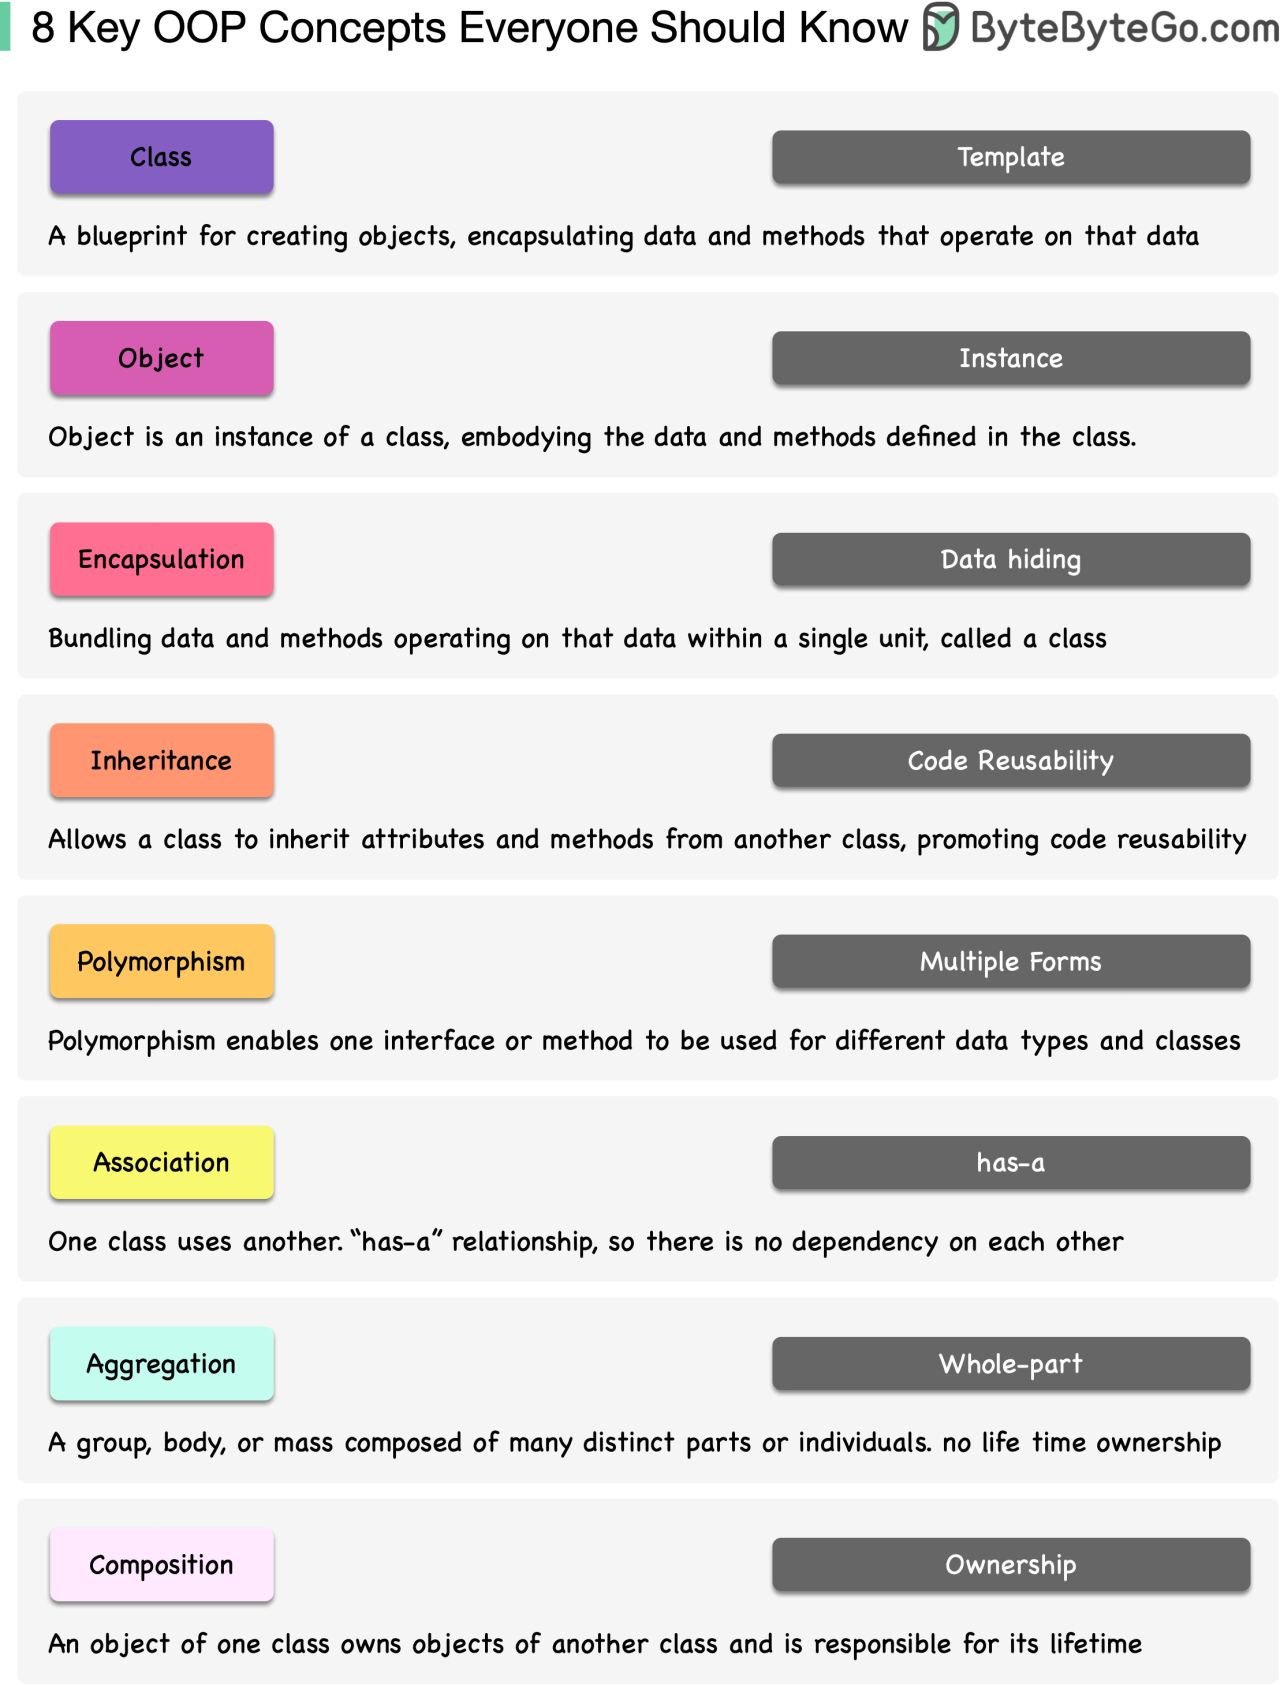 8 Key OOP Concepts Everyone Should Know ByteByteGo.com
Class Template
A blueprint for creating objects, encapsulating data and methods that operate on that data
Object Instance
Object is an instance of a class, embodying the data and methods defined in the class.
Encapsulation Data hiding
Bundling data and methods operating on that data within a single unit, called a class
Inheritance Code Reusability
Allows a class to inherit attributes and methods from another class, promoting code reusability
Polymorphism Multiple Forms
Polymorphism enables one interface or method to be used for different data types and classes
Association has-a
One class uses another. “has-a” relationship, so there is no dependency on each other
Aggregation Whole-part
A group, body, or mass composed of many distinct parts or individuals. no life time ownership
Composition Ownership
An object of one class owns objects of another class and is responsible for its lifetime